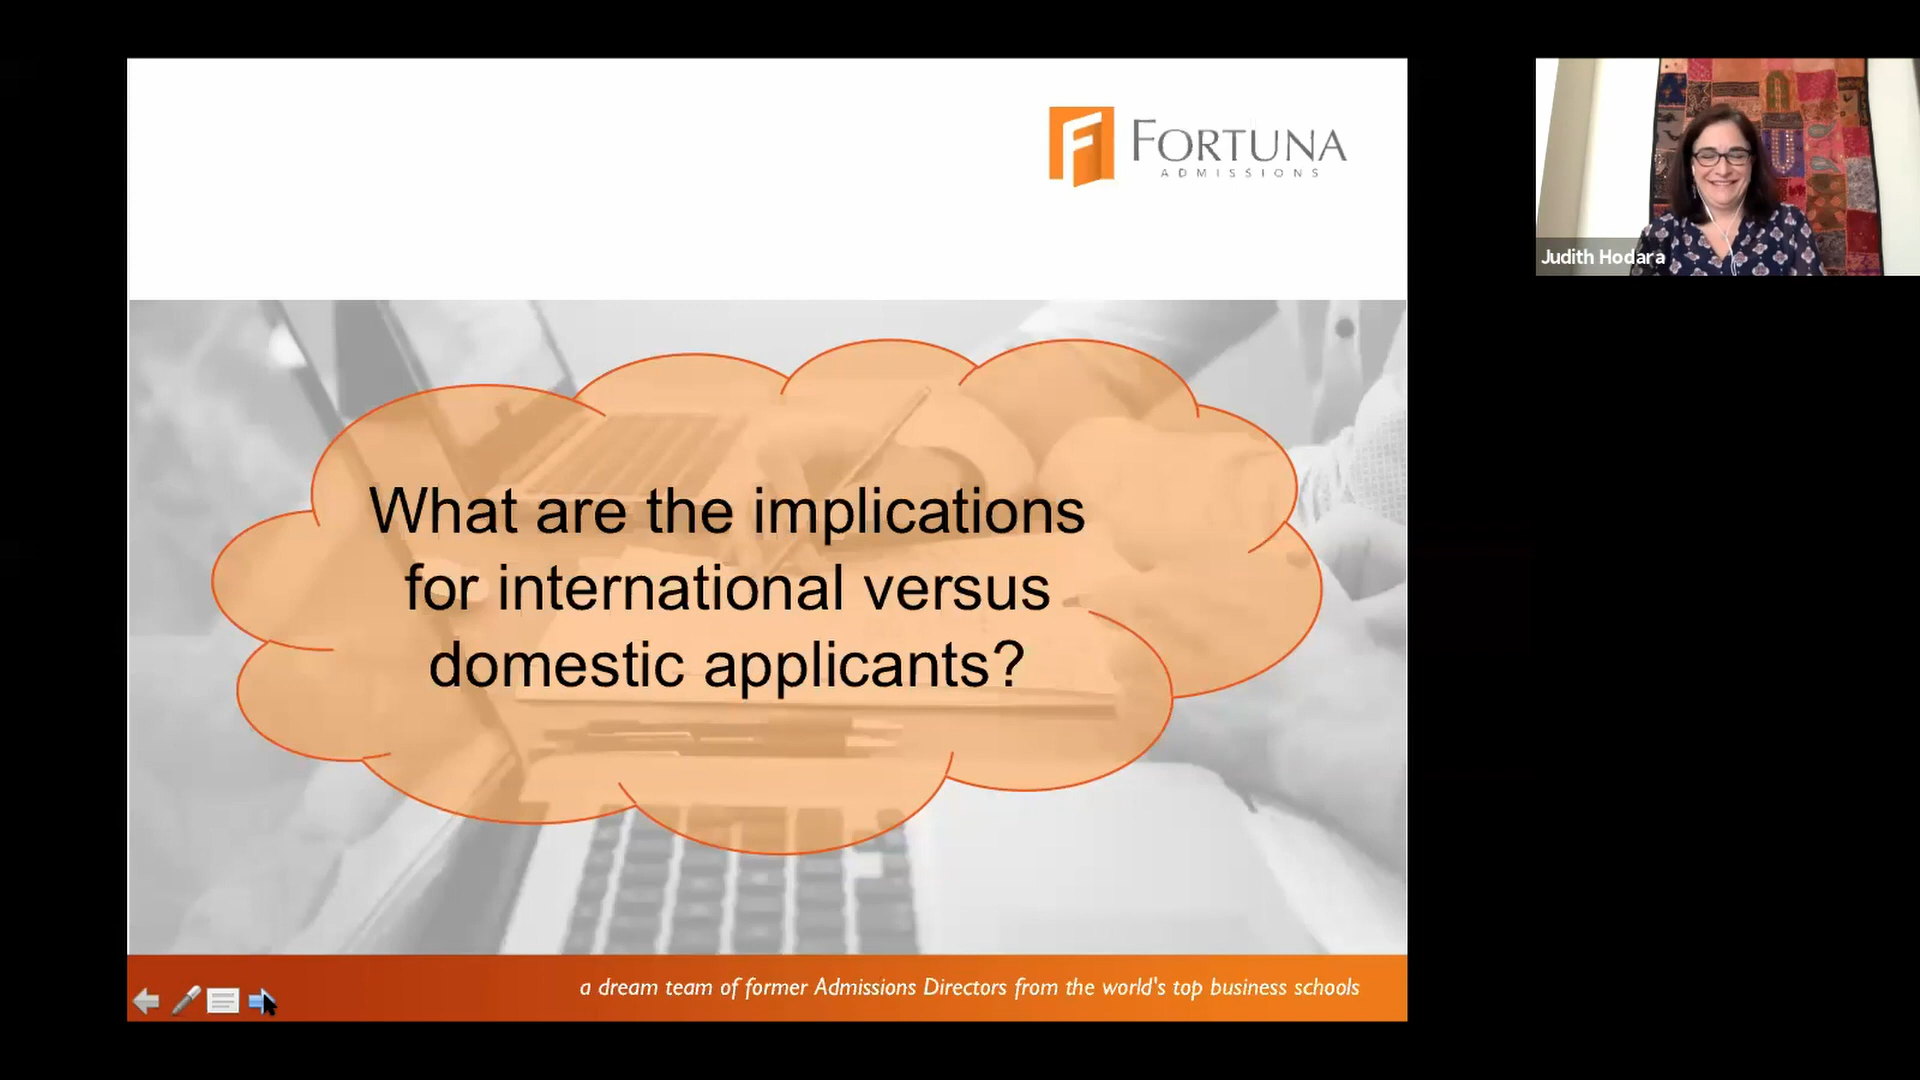 FORTUNA
ADMISSIONS
Judith Hodara
What are the implications
for international versus
domestic applicants?
a dream team of former Admissions Directors from the world's top business schools